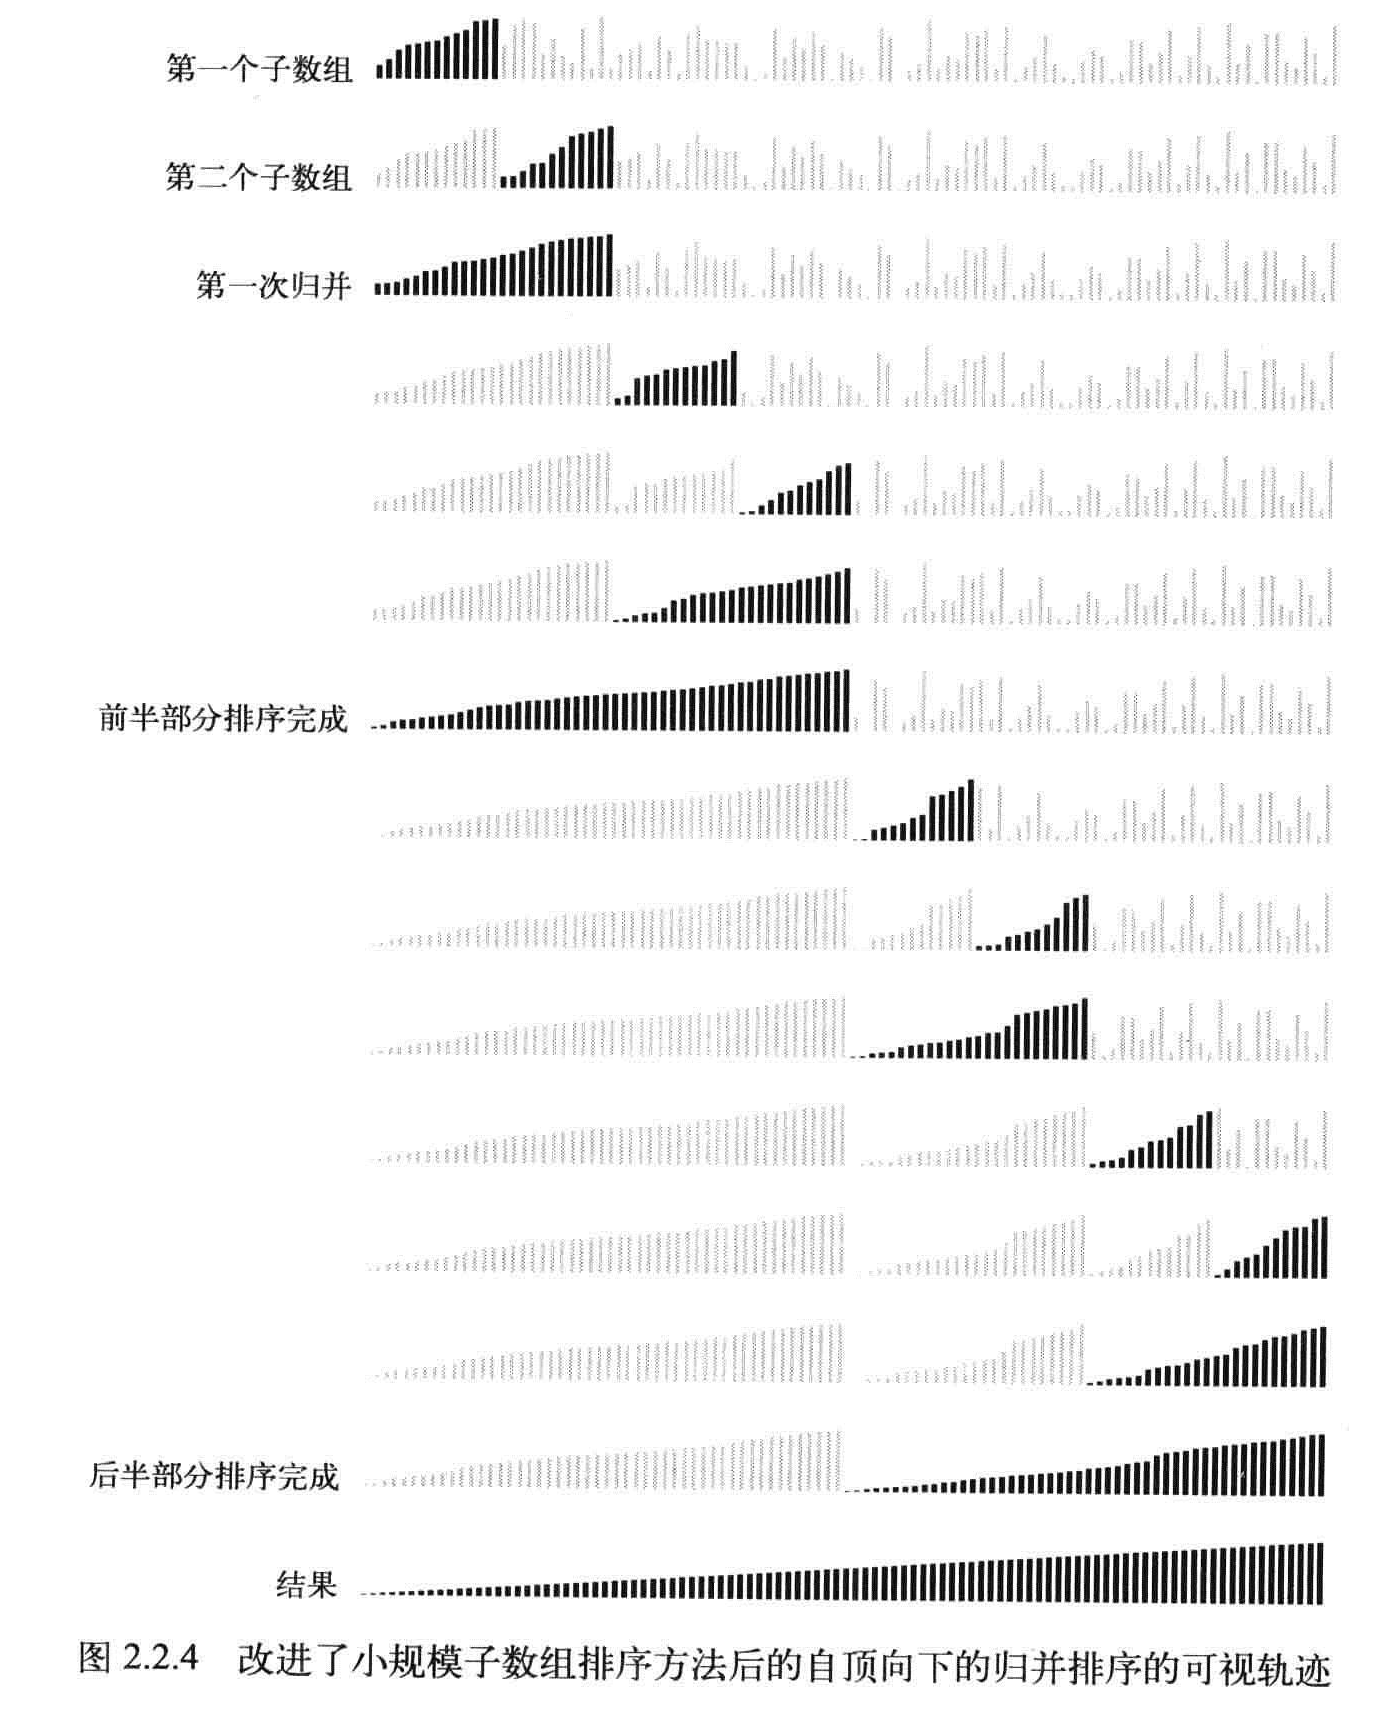 第一个子数组
第二个子数组
第一次归并
前半部分排序完成
后半部分排序完成
结果
图 2.2.4 改进了小规模子数组排序方法后的自顶向下的归并排序的可视轨迹